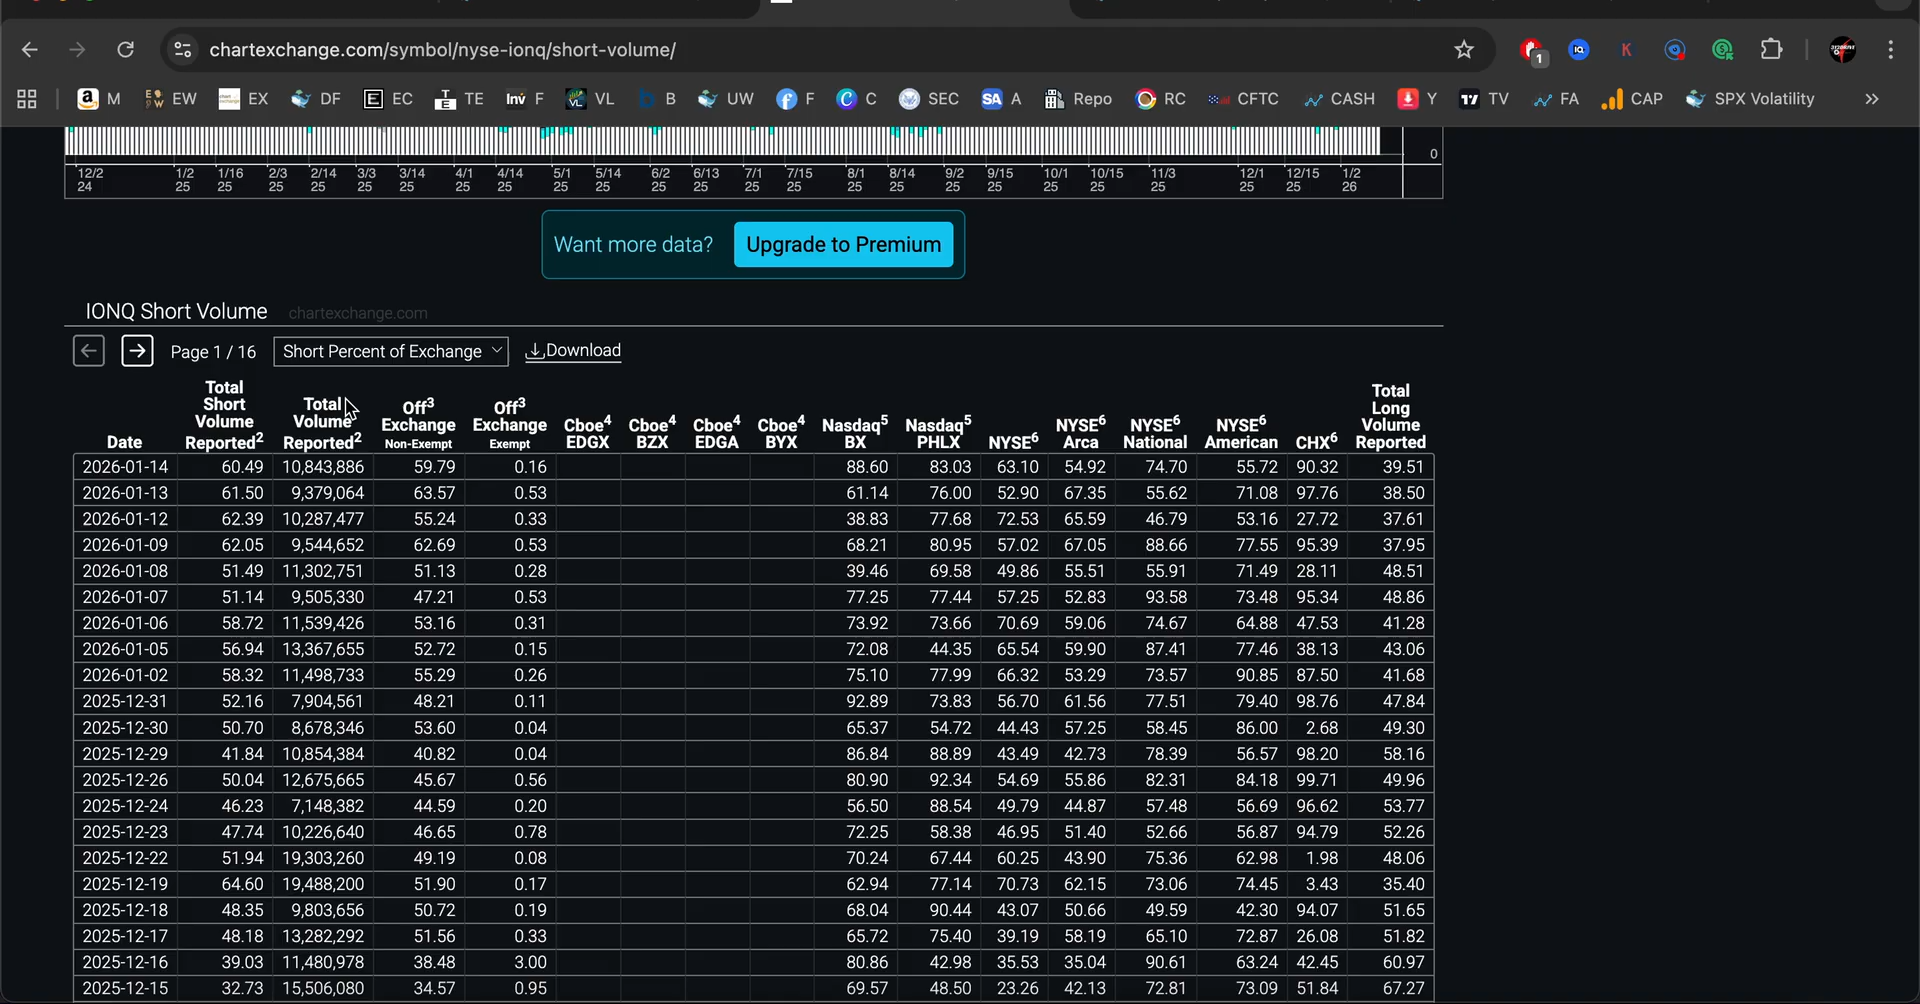 chartexchange.com/symbol/nyse-ionq/short-volume/
1
M EW EX DF EC TE Inv F VL B UW F C SEC SA A Repo RC CFTC CASH Y TV FA CAP SPX Volatility »
0
12/2 24 1/2 25 1/16 25 2/3 25 2/14 25 3/3 25 3/14 25 4/1 25 4/14 25 5/1 25 5/14 25 6/2 25 6/13 25 7/1 25 7/15 25 8/1 25 8/14 25 9/2 25 9/15 25 10/1 25 10/15 25 11/3 25 12/1 25 12/15 25 1/2 26
Want more data? Upgrade to Premium
IONQ Short Volume chartexchange.com
Page 1 / 16 Short Percent of Exchange Download
Date Total Short Volume Reported2 Total Volume Reported2 Off3 Exchange Non-Exempt Off3 Exchange Exempt Cboe4 EDGX Cboe4 BZX Cboe4 EDGA Cboe4 BYX Nasdaq5 BX Nasdaq5 PHLX NYSE6 NYSE6 Arca NYSE6 National NYSE6 American CHX6 Total Long Volume Reported
2026-01-14 60.49 10,843,886 59.79 0.16 88.60 83.03 63.10 54.92 74.70 55.72 90.32 39.51
2026-01-13 61.50 9,379,064 63.57 0.53 61.14 76.00 52.90 67.35 55.62 71.08 97.76 38.50
2026-01-12 62.39 10,287,477 55.24 0.33 38.83 77.68 72.53 65.59 46.79 53.16 27.72 37.61
2026-01-09 62.05 9,544,652 62.69 0.53 68.21 80.95 57.02 67.05 88.66 77.55 95.39 37.95
2026-01-08 51.49 11,302,751 51.13 0.28 39.46 69.58 49.86 55.51 55.91 71.49 28.11 48.51
2026-01-07 51.14 9,505,330 47.21 0.53 77.25 77.44 57.25 52.83 93.58 73.48 95.34 48.86
2026-01-06 58.72 11,539,426 53.16 0.31 73.92 73.66 70.69 59.06 74.67 64.88 47.53 41.28
2026-01-05 56.94 13,367,655 52.72 0.15 72.08 44.35 65.54 59.90 87.41 77.46 38.13 43.06
2026-01-02 58.32 11,498,733 55.29 0.26 75.10 77.99 66.32 53.29 73.57 90.85 87.50 41.68
2025-12-31 52.16 7,904,561 48.21 0.11 92.89 73.83 56.70 61.56 77.51 79.40 98.76 47.84
2025-12-30 50.70 8,678,346 53.60 0.04 65.37 54.72 44.43 57.25 58.45 86.00 2.68 49.30
2025-12-29 41.84 10,854,384 40.82 0.04 86.84 88.89 43.49 42.73 78.39 56.57 98.20 58.16
2025-12-26 50.04 12,675,665 45.67 0.56 80.90 92.34 54.69 55.86 82.31 84.18 99.71 49.96
2025-12-24 46.23 7,148,382 44.59 0.20 56.50 88.54 49.79 44.87 57.48 56.69 96.62 53.77
2025-12-23 47.74 10,226,640 46.65 0.78 72.25 58.38 46.95 51.40 52.66 56.87 94.79 52.26
2025-12-22 51.94 19,303,260 49.19 0.08 70.24 67.44 60.25 43.90 75.36 62.98 1.98 48.06
2025-12-19 64.60 19,488,200 51.90 0.17 62.94 77.14 70.73 62.15 73.06 74.45 3.43 35.40
2025-12-18 48.35 9,803,656 50.72 0.19 68.04 90.44 43.07 50.66 49.59 42.30 94.07 51.65
2025-12-17 48.18 13,282,292 51.56 0.33 65.72 75.40 39.19 58.19 65.10 72.87 26.08 51.82
2025-12-16 39.03 11,480,978 38.48 3.00 80.86 42.98 35.53 35.04 90.61 63.24 42.45 60.97
2025-12-15 32.73 15,506,080 34.57 0.95 69.57 48.50 23.26 42.13 72.81 73.09 51.84 67.27